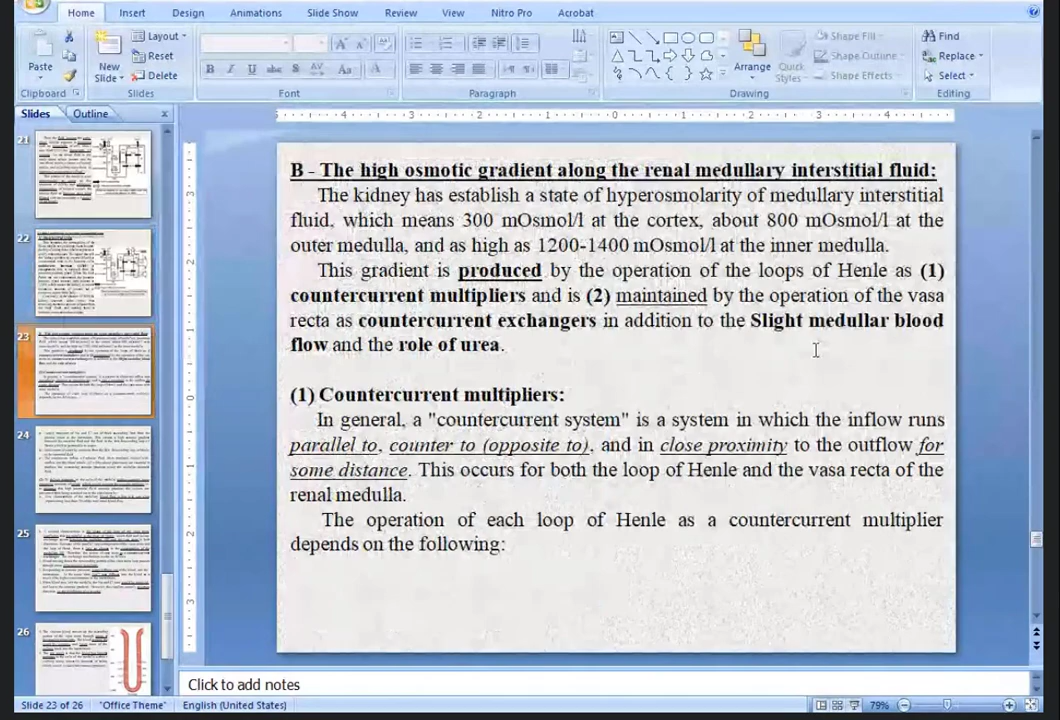 Home Insert Design Animations Slide Show Review View Nitro Pro Acrobat
Paste
New
Slide
Layout
Reset
Delete
B I U abc S AV Aa A
Arrange
Quick
Styles
Shape Fill
Shape Outline
Shape Effects
Find
Replace
Select
Clipboard Slides Font Paragraph Drawing Editing
Slides Outline
21
22
23
24
25
26
B - The high osmotic gradient along the renal medullary interstitial fluid:
The kidney has establish a state of hyperosmolarity of medullary interstitial
fluid, which means 300 mOsmol/l at the cortex, about 800 mOsmol/l at the
outer medulla, and as high as 1200-1400 mOsmol/l at the inner medulla.
This gradient is produced by the operation of the loops of Henle as (1)
countercurrent multipliers and is (2) maintained by the operation of the vasa
recta as countercurrent exchangers in addition to the Slight medullar blood
flow and the role of urea.
(1) Countercurrent multipliers:
In general, a "countercurrent system" is a system in which the inflow runs
parallel to, counter to (opposite to), and in close proximity to the outflow for
some distance. This occurs for both the loop of Henle and the vasa recta of the
renal medulla.
The operation of each loop of Henle as a countercurrent multiplier
depends on the following:
Click to add notes
Slide 23 of 26 "Office Theme" English (United States) 79%